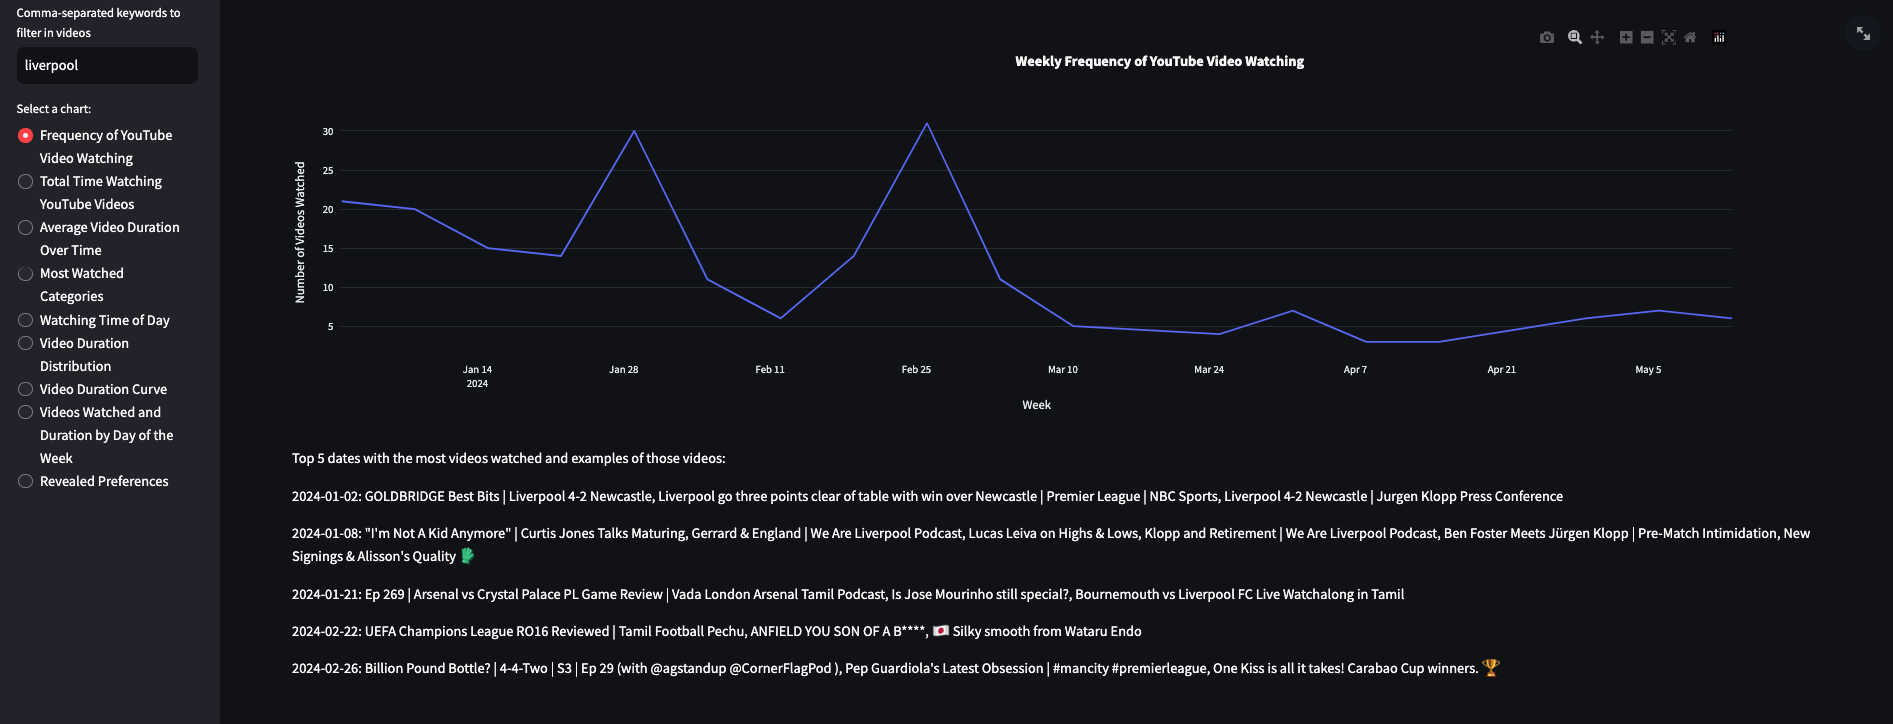 Comma-separated keywords to
filter in videos
liverpool
Select a chart:
Frequency of YouTube
Video Watching
Total Time Watching
YouTube Videos
Average Video Duration
Over Time
Most Watched
Categories
Watching Time of Day
Video Duration
Distribution
Video Duration Curve
Videos Watched and
Duration by Day of the
Week
Revealed Preferences
Weekly Frequency of YouTube Video Watching
Number of Videos Watched
30
25
20
15
10
5
Jan 14
2024
Jan 28
Feb 11
Feb 25
Mar 10
Mar 24
Apr 7
Apr 21
May 5
Week
Top 5 dates with the most videos watched and examples of those videos:
2024-01-02: GOLDBRIDGE Best Bits | Liverpool 4-2 Newcastle, Liverpool go three points clear of table with win over Newcastle | Premier League | NBC Sports, Liverpool 4-2 Newcastle | Jurgen Klopp Press Conference
2024-01-08: "I'm Not A Kid Anymore" | Curtis Jones Talks Maturing, Gerrard & England | We Are Liverpool Podcast, Lucas Leiva on Highs & Lows, Klopp and Retirement | We Are Liverpool Podcast, Ben Foster Meets Jürgen Klopp | Pre-Match Intimidation, New
Signings & Alisson's Quality 🧤
2024-01-21: Ep 269 | Arsenal vs Crystal Palace PL Game Review | Vada London Arsenal Tamil Podcast, Is Jose Mourinho still special?, Bournemouth vs Liverpool FC Live Watchalong in Tamil
2024-02-22: UEFA Champions League RO16 Reviewed | Tamil Football Pechu, ANFIELD YOU SON OF A B****, 🇯🇵 Silky smooth from Wataru Endo
2024-02-26: Billion Pound Bottle? | 4-4-Two | S3 | Ep 29 (with @agstandup @CornerFlagPod ), Pep Guardiola's Latest Obsession | #mancity #premierleague, One Kiss is all it takes! Carabao Cup winners. 🏆